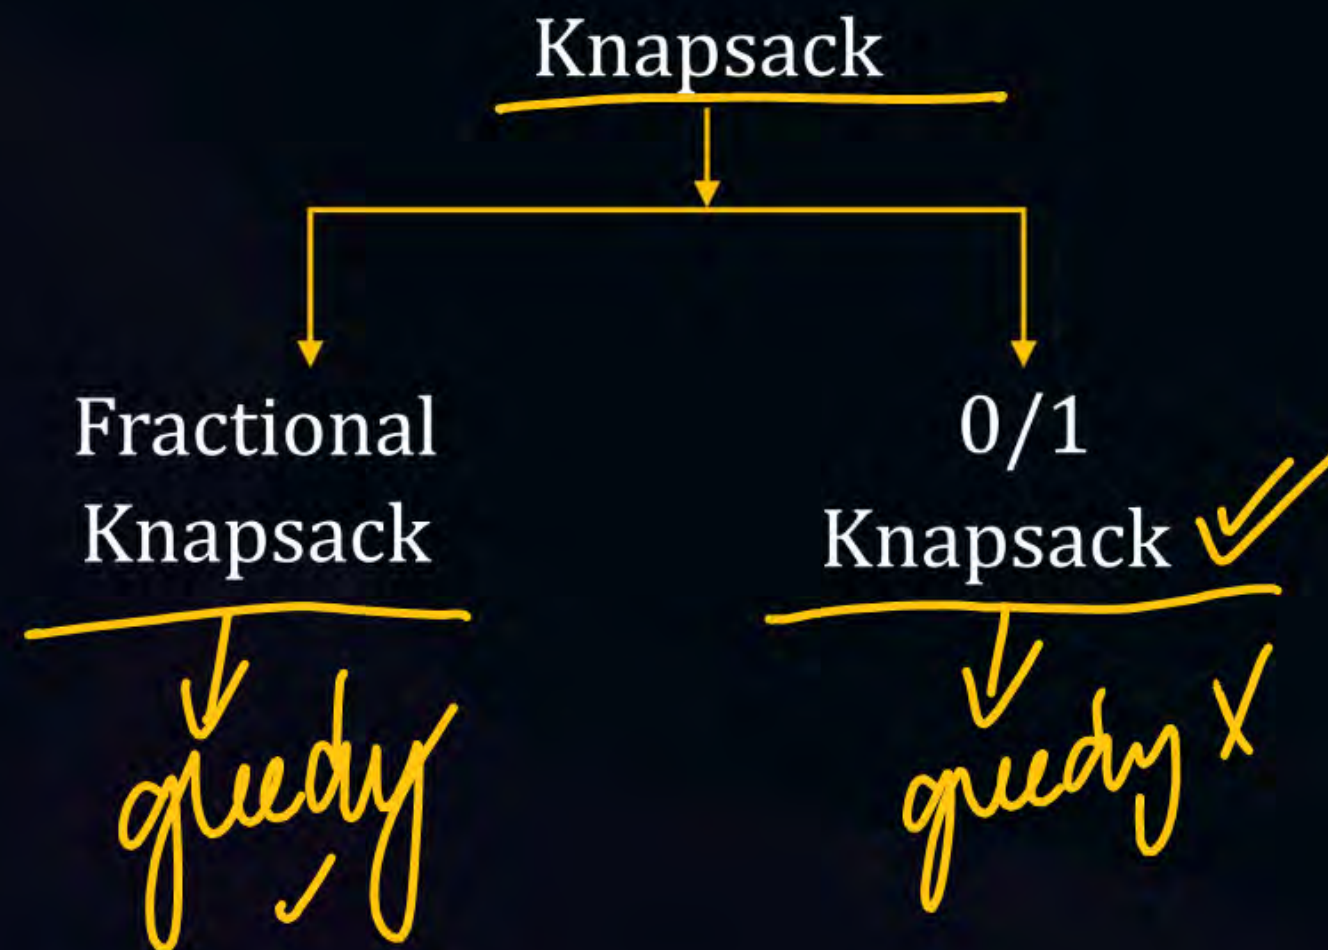 Knapsack
Fractional
Knapsack
greedy ✓
0/1
Knapsack ✓✓
greedy X